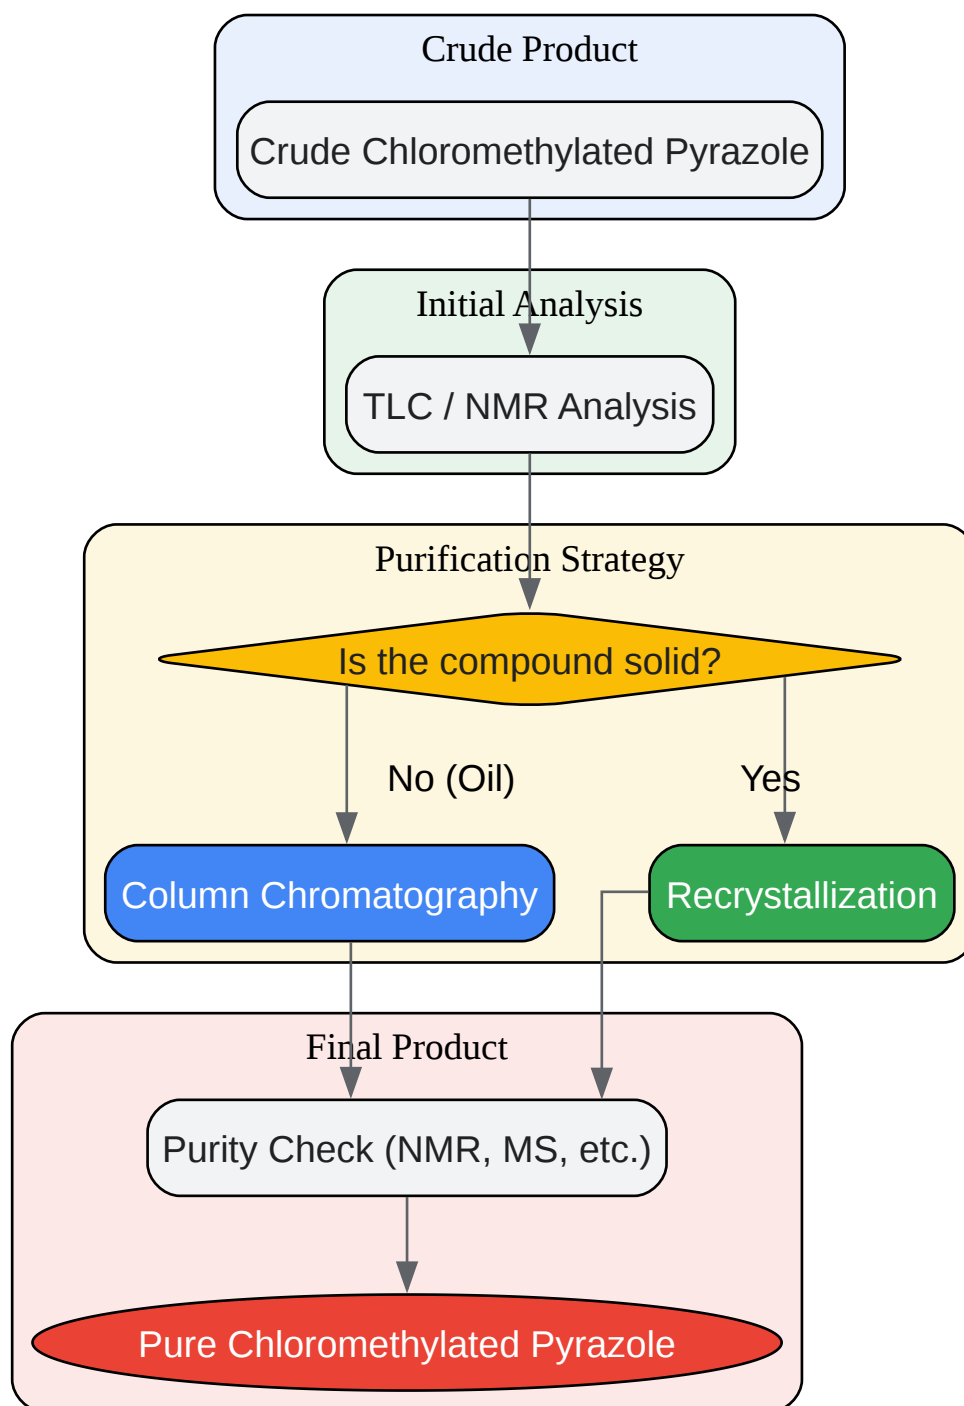 Crude Product
Crude Chloromethylated Pyrazole
Initial Analysis
TLC / NMR Analysis
Purification Strategy
Is the compound solid?
No (Oil)
Yes
Column Chromatography
Recrystallization
Final Product
Purity Check (NMR, MS, etc.)
Pure Chloromethylated Pyrazole